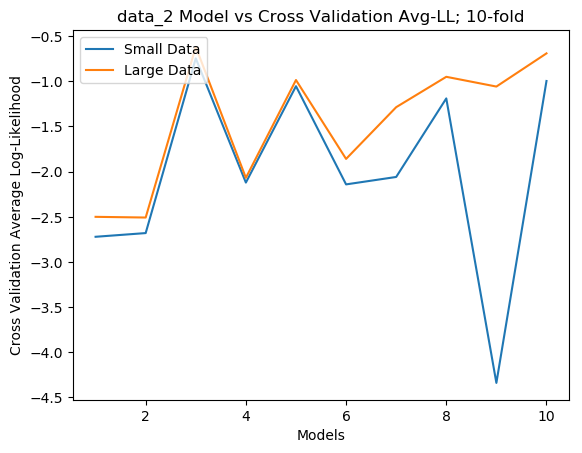 data_2 Model vs Cross Validation Avg-LL; 10-fold
Small Data
Large Data
Cross Validation Average Log-Likelihood
−0.5
−1.0
−1.5
−2.0
−2.5
−3.0
−3.5
−4.0
−4.5
2
4
6
8
10
Models